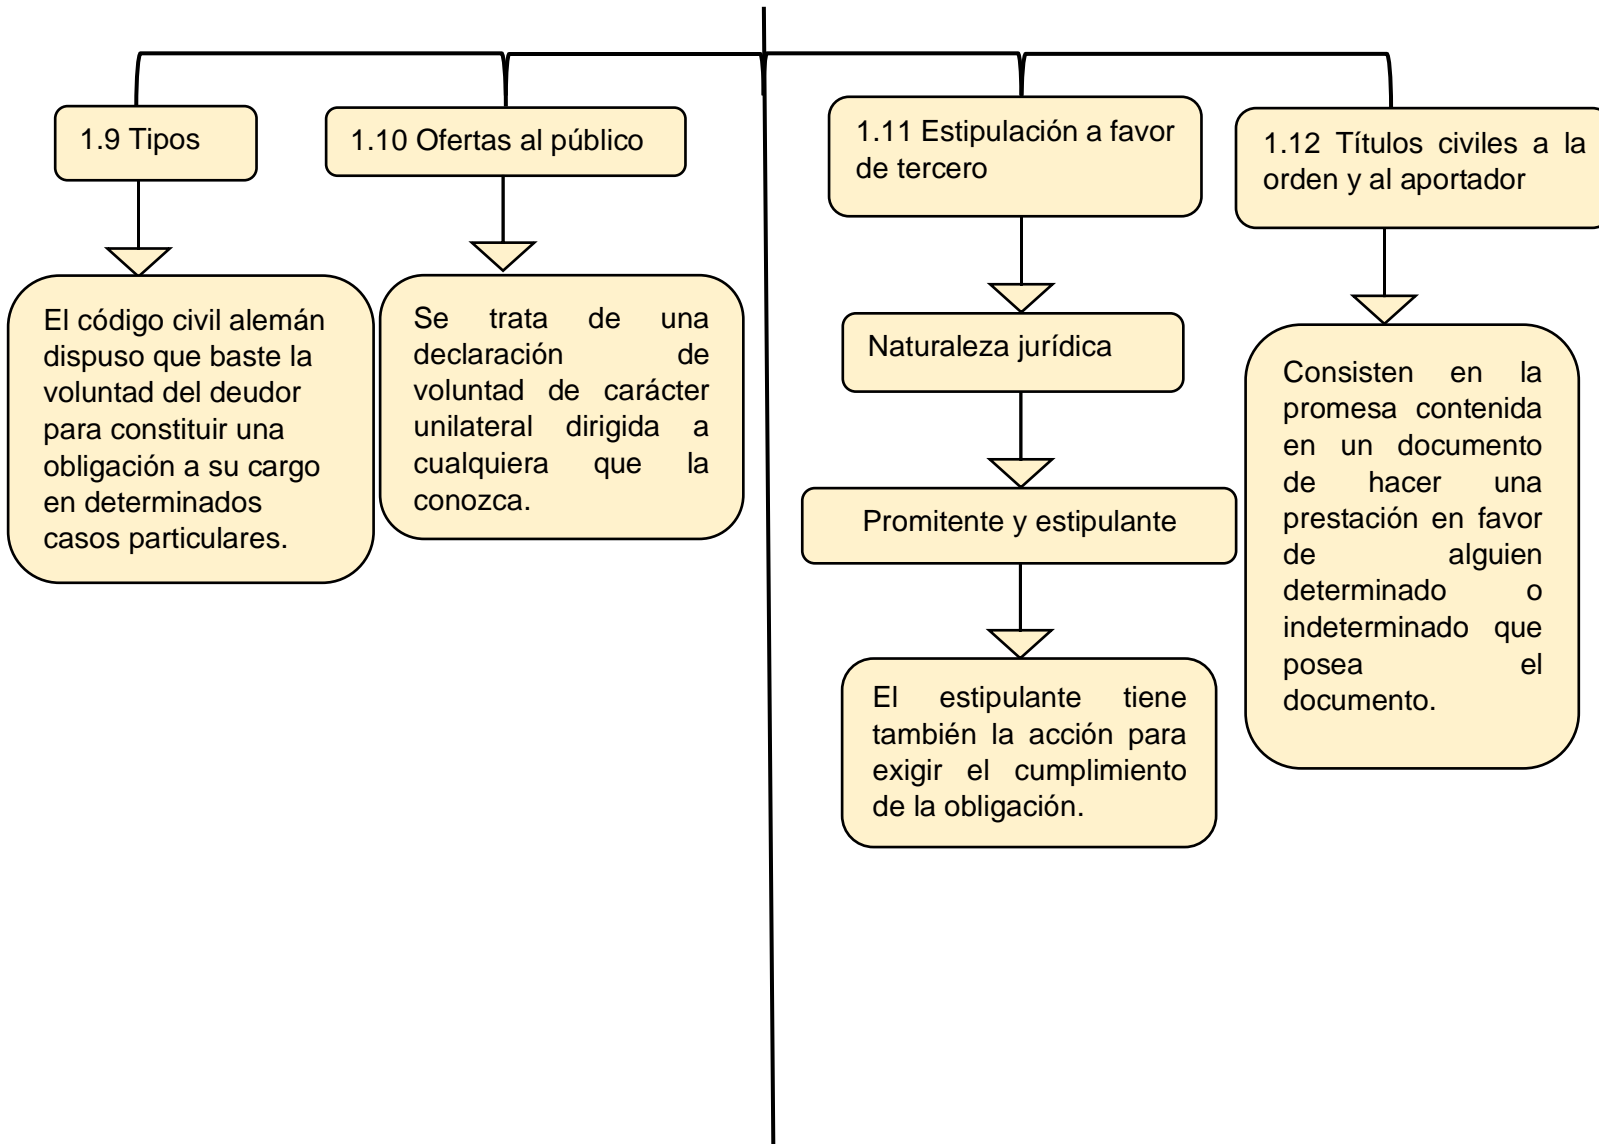 1.9 Tipos
El código civil alemán
dispuso que baste la
voluntad del deudor
para constituir una
obligación a su cargo
en determinados
casos particulares.
1.10 Ofertas al público
Se trata de una
declaración de
voluntad de carácter
unilateral dirigida a
cualquiera que la
conozca.
1.11 Estipulación a favor
de tercero
Naturaleza jurídica
Promitente y estipulante
El estipulante tiene
también la acción para
exigir el cumplimiento
de la obligación.
1.12 Títulos civiles a la
orden y al aportador
Consisten en la
promesa contenida
en un documento
de hacer una
prestación en favor
de alguien
determinado o
indeterminado que
posea el
documento.